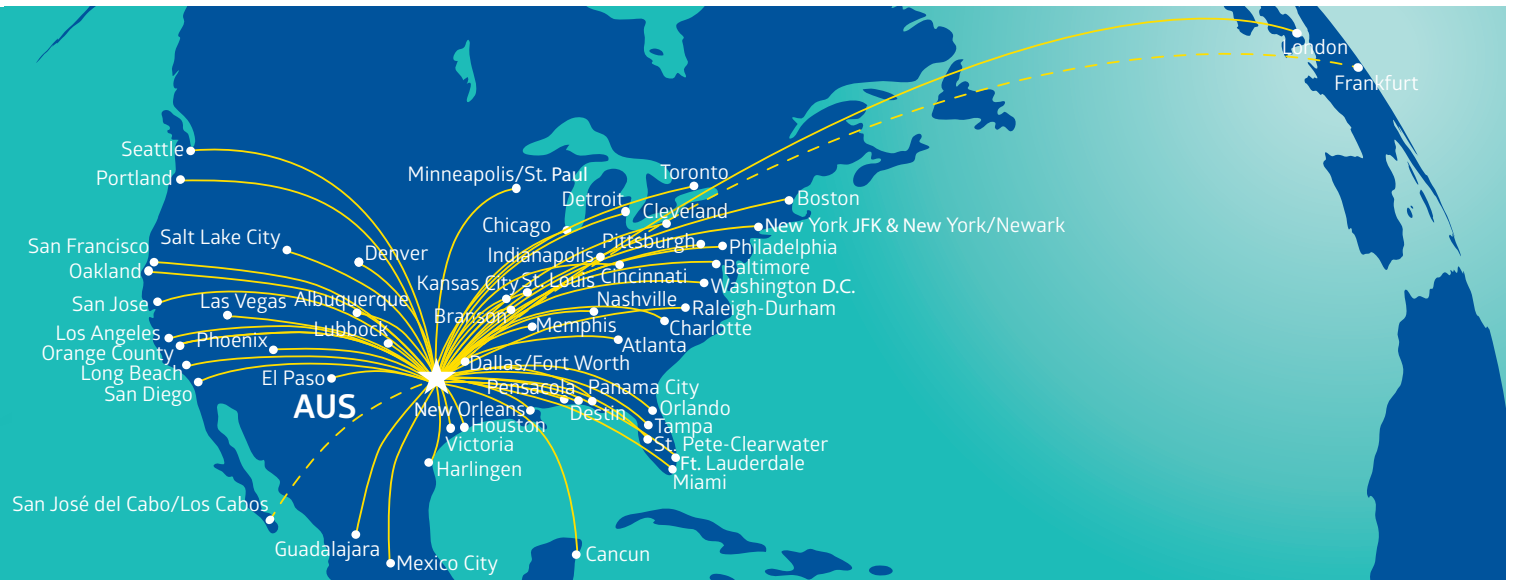 London
Frankfurt
Seattle
Portland
Minneapolis/St. Paul
Toronto
Detroit
Boston
Cleveland
Chicago
New York JFK & New York/Newark
San Francisco
Salt Lake City
Denver
Indianapolis
Pittsburgh
Philadelphia
Oakland
Baltimore
Kansas City
St. Louis
Cincinnati
Washington D.C.
San Jose
Las Vegas
Albuquerque
Nashville
Raleigh-Durham
Branson
Memphis
Charlotte
Los Angeles
Phoenix
Lubbock
Atlanta
Orange County
Dallas/Fort Worth
Long Beach
El Paso
San Diego
AUS
Pensacola
Panama City
New Orleans
Destin
Orlando
Houston
Tampa
Victoria
St. Pete-Clearwater
Harlingen
Ft. Lauderdale
Miami
San José del Cabo/Los Cabos
Guadalajara
Mexico City
Cancun